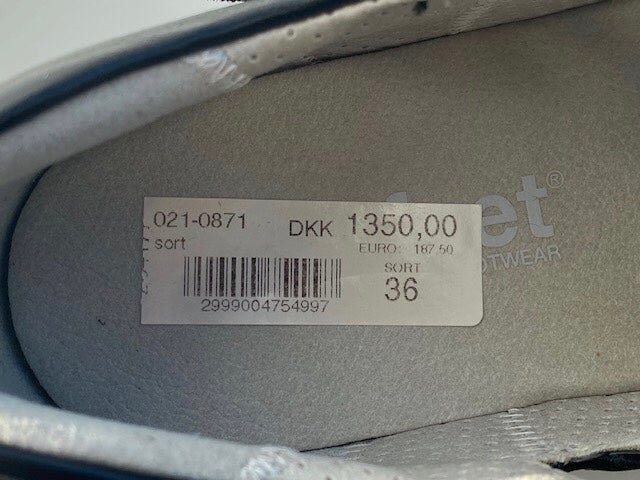 021-0871 DKK 1350,00
sort EURO: 187.50
SORT
36
2999004754997
et®
OTWEAR